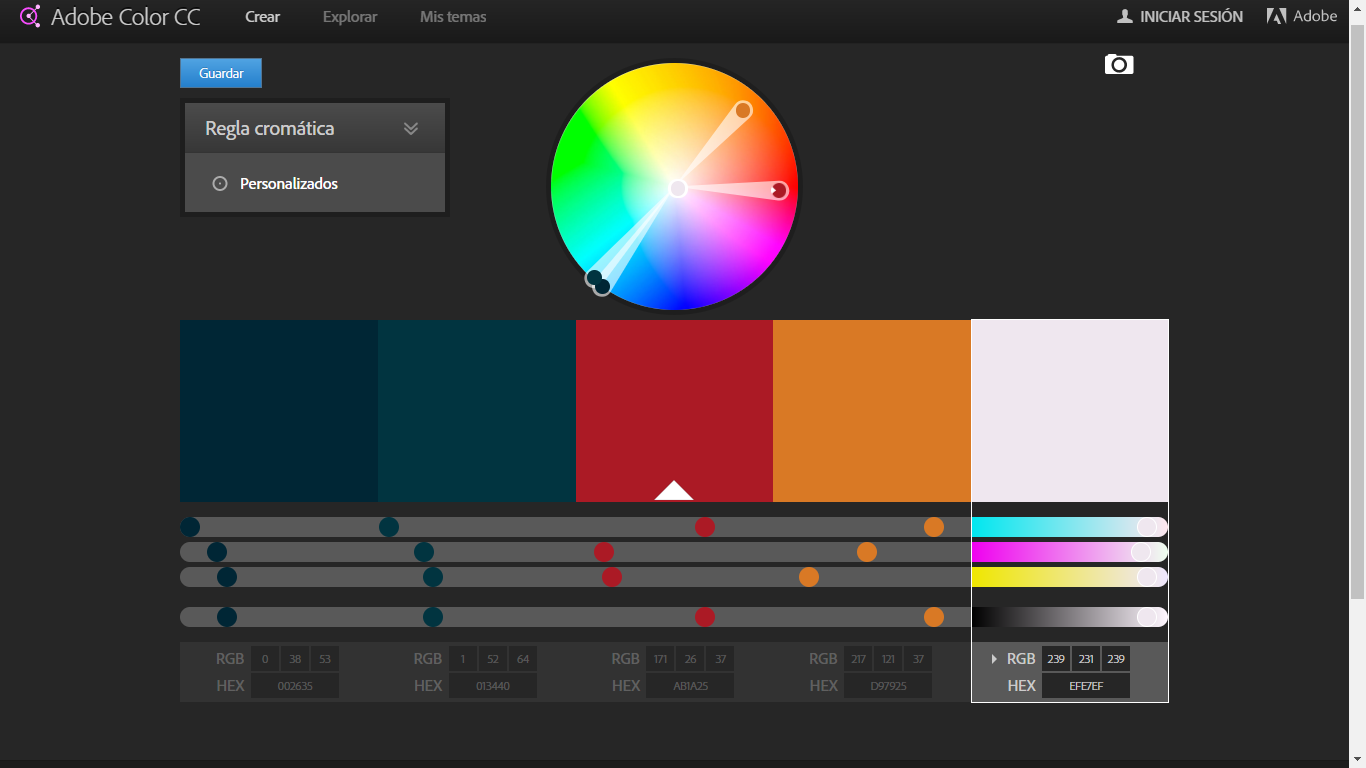 Adobe Color CC Crear Explorar Mis temas INICIAR SESIÓN Adobe
Guardar
Regla cromática
Personalizados
RGB 0 38 53 RGB 1 52 64 RGB 171 26 37 RGB 217 121 37 RGB 239 231 239
HEX 002635 HEX 013440 HEX AB1A25 HEX D97925 HEX EFE7EF